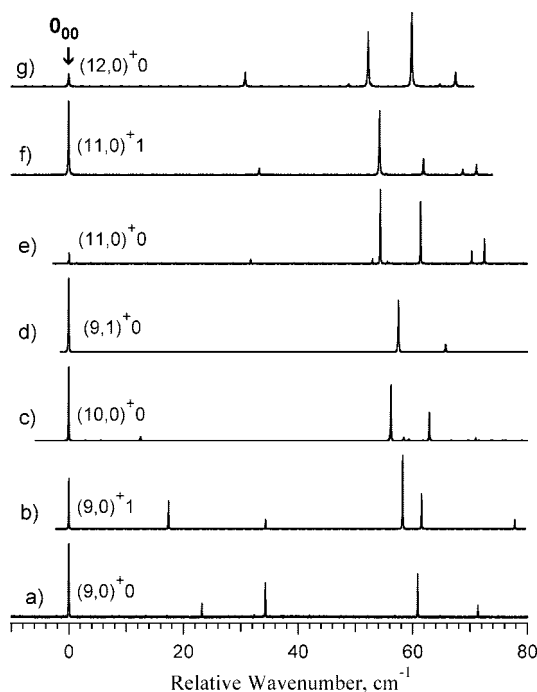 0₀₀
g) (12,0)⁺0
f) (11,0)⁺1
e) (11,0)⁺0
d) (9,1)⁺0
c) (10,0)⁺0
b) (9,0)⁺1
a) (9,0)⁺0
0 20 40 60 80
Relative Wavenumber, cm⁻¹